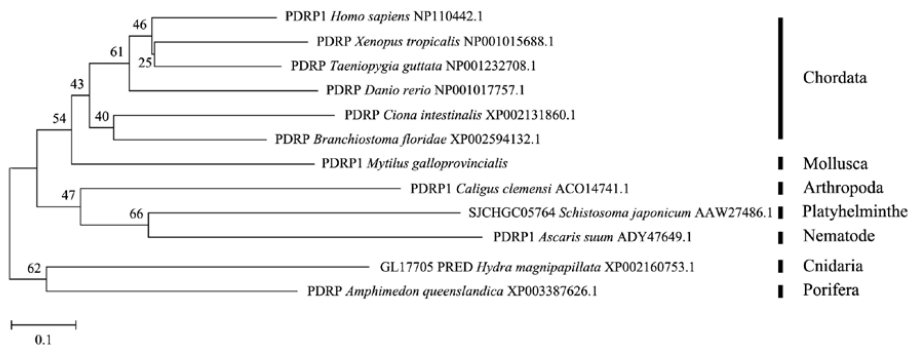 46
PDRP1 Homo sapiens NP110442.1
61
PDRP Xenopus tropicalis NP001015688.1
25
PDRP Taeniopygia guttata NP001232708.1
43
PDRP Danio rerio NP001017757.1
Chordata
54
40
PDRP Ciona intestinalis XP002131860.1
PDRP Branchiostoma floridae XP002594132.1
PDRP1 Mytilus galloprovincialis
Mollusca
47
PDRP1 Caligus clemensi ACO14741.1
Arthropoda
66
SJCHGC05764 Schistosoma japonicum AAW27486.1
Platyhelminthe
PDRP1 Ascaris suum ADY47649.1
Nematode
62
GL17705 PRED Hydra magnipapillata XP002160753.1
Cnidaria
PDRP Amphimedon queenslandica XP003387626.1
Porifera
0.1